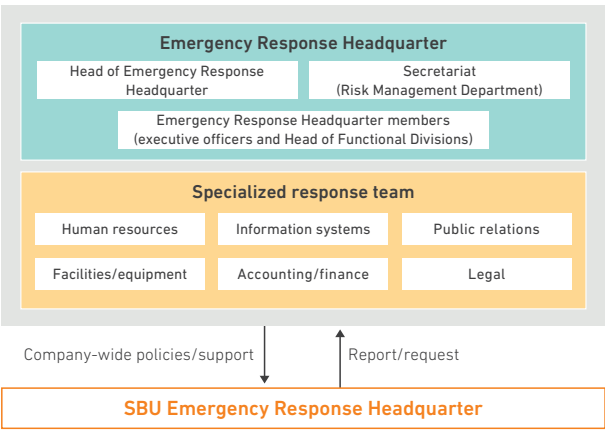 Emergency Response Headquarter
Head of Emergency Response
Headquarter
Secretariat
(Risk Management Department)
Emergency Response Headquarter members
(executive officers and Head of Functional Divisions)
Specialized response team
Human resources
Information systems
Public relations
Facilities/equipment
Accounting/finance
Legal
Company-wide policies/support
Report/request
SBU Emergency Response Headquarter